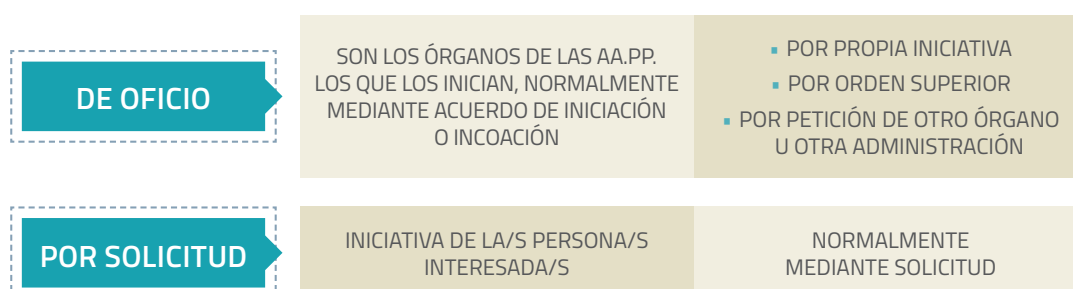 DE OFICIO
SON LOS ÓRGANOS DE LAS AA.PP.
LOS QUE LOS INICIAN, NORMALMENTE
MEDIANTE ACUERDO DE INICIACIÓN
O INCOACIÓN
▪ POR PROPIA INICIATIVA
▪ POR ORDEN SUPERIOR
▪ POR PETICIÓN DE OTRO ÓRGANO
U OTRA ADMINISTRACIÓN
POR SOLICITUD
INICIATIVA DE LA/S PERSONA/S
INTERESADA/S
NORMALMENTE
MEDIANTE SOLICITUD